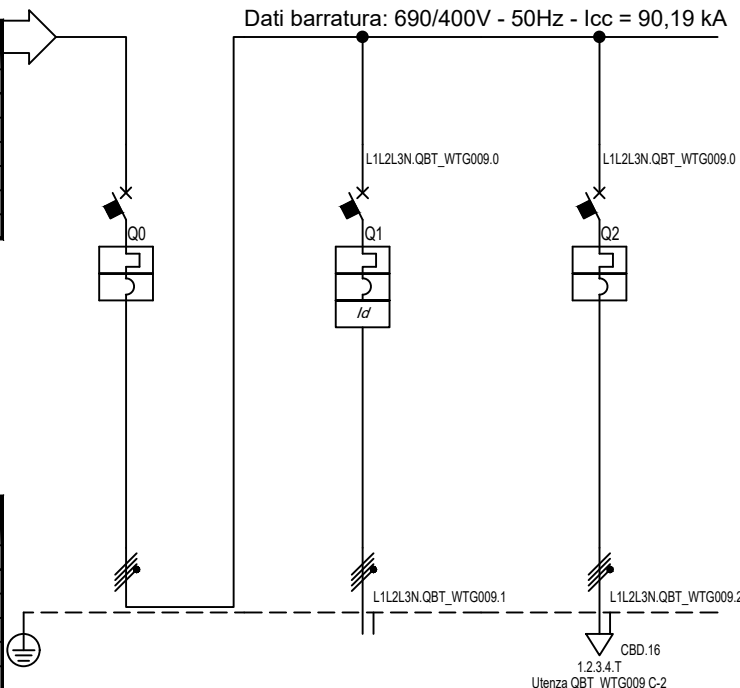 Dati barratura: 690/400V - 50Hz - Icc = 90,19 kA
L1L2L3N.QBT_WTG009.0
L1L2L3N.QBT_WTG009.0
Q0
Q1
Q2
Id
L1L2L3N.QBT_WTG009.1
L1L2L3N.QBT_WTG009.2
CBD.16
1.2.3.4.T
Utenza QBT_WTG009 C-2